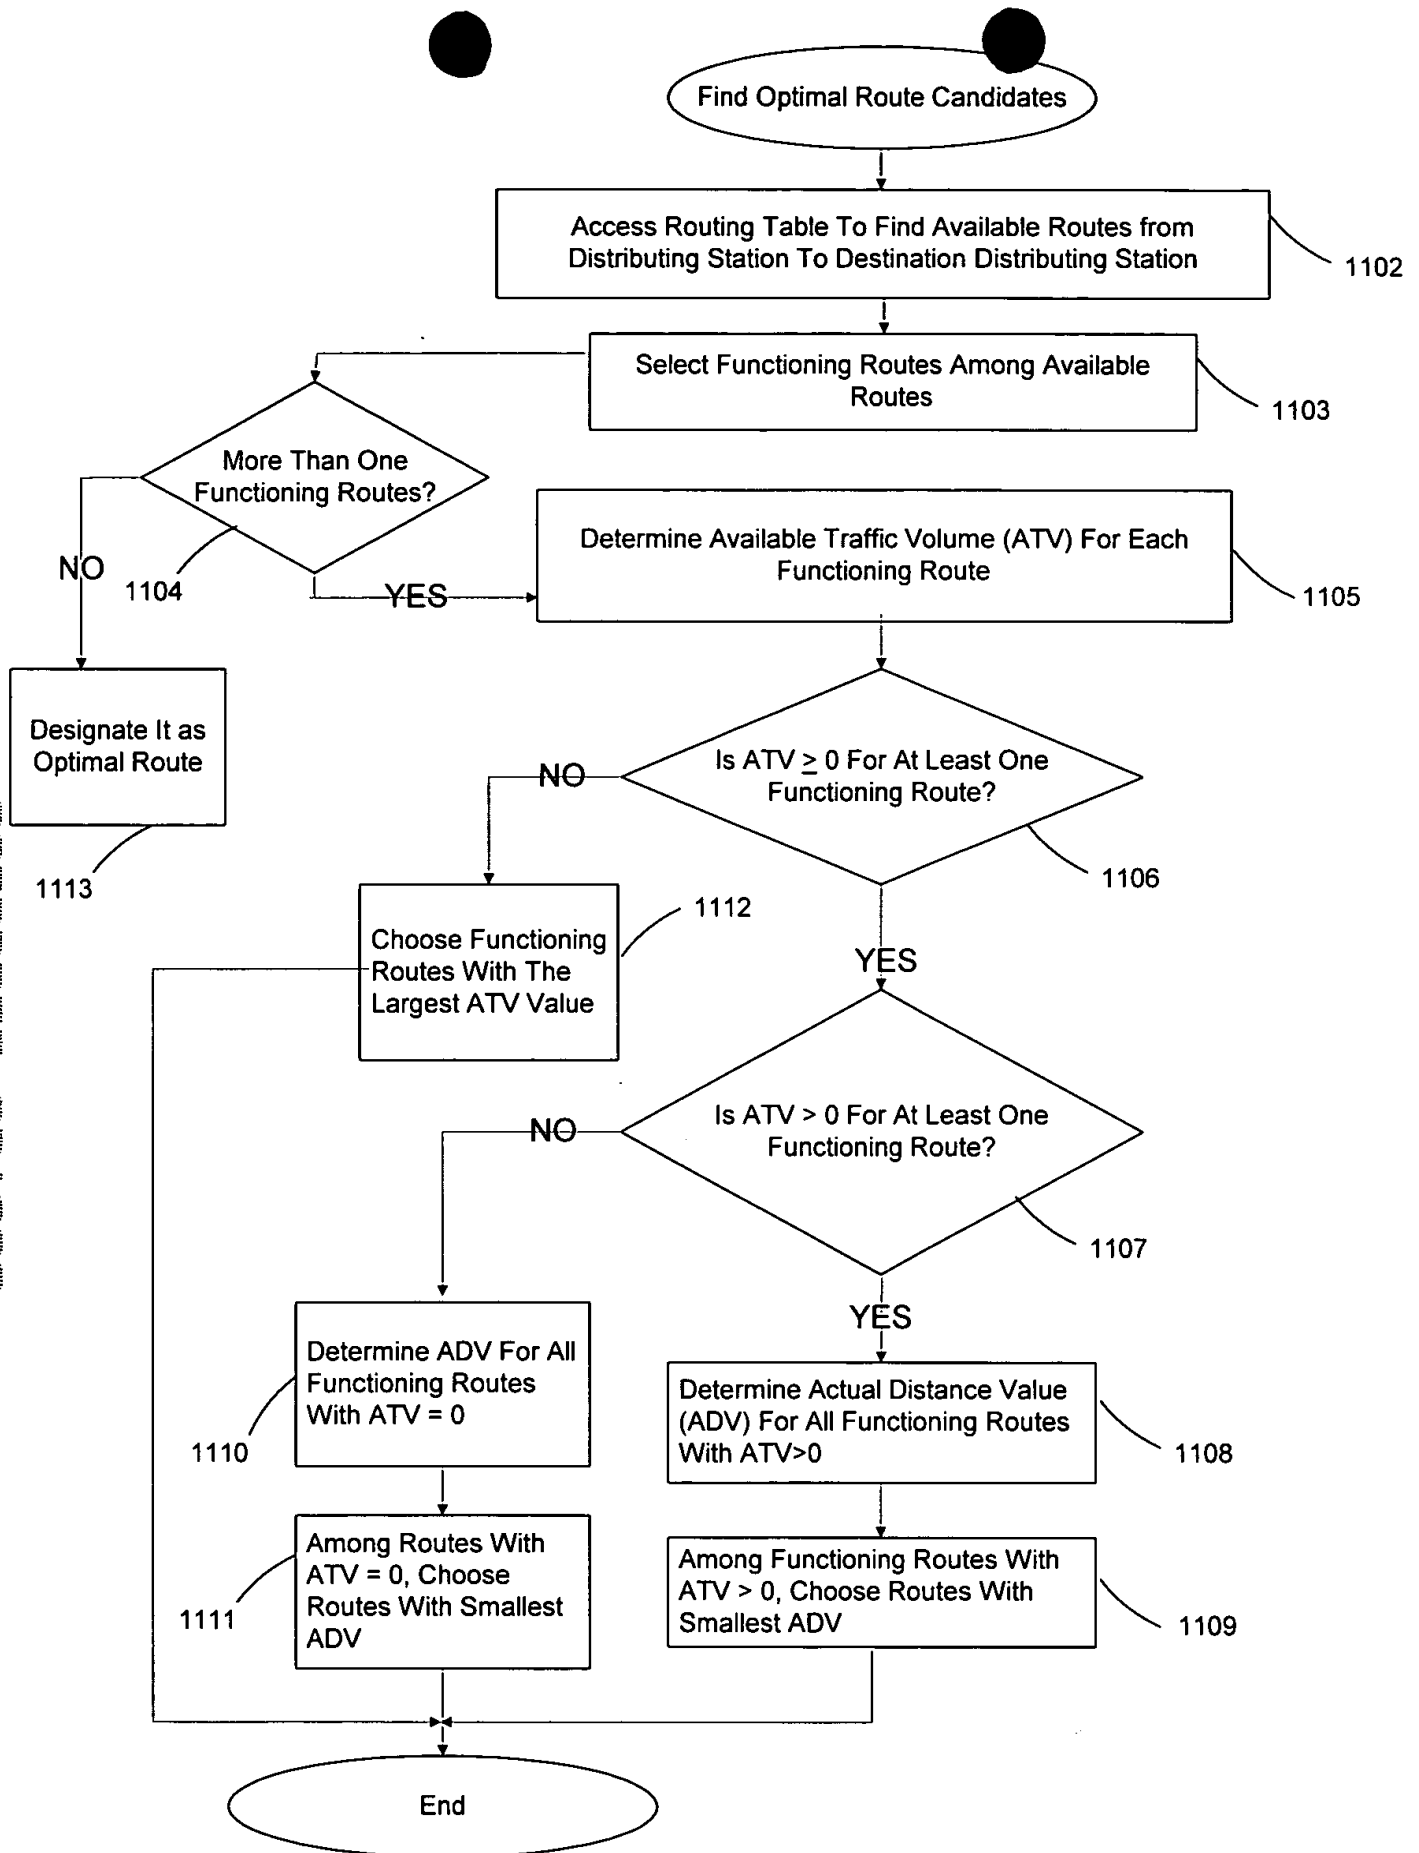 Find Optimal Route Candidates
Access Routing Table To Find Available Routes from
Distributing Station To Destination Distributing Station
1102
Select Functioning Routes Among Available
Routes
1103
More Than One
Functioning Routes?
1104
NO
YES
Determine Available Traffic Volume (ATV) For Each
Functioning Route
1105
Designate It as
Optimal Route
1113
Is ATV ≥ 0 For At Least One
Functioning Route?
1106
NO
YES
Choose Functioning
Routes With The
Largest ATV Value
1112
Is ATV > 0 For At Least One
Functioning Route?
1107
NO
YES
Determine ADV For All
Functioning Routes
With ATV = 0
1110
Determine Actual Distance Value
(ADV) For All Functioning Routes
With ATV>0
1108
Among Routes With
ATV = 0, Choose
Routes With Smallest
ADV
1111
Among Functioning Routes With
ATV > 0, Choose Routes With
Smallest ADV
1109
End